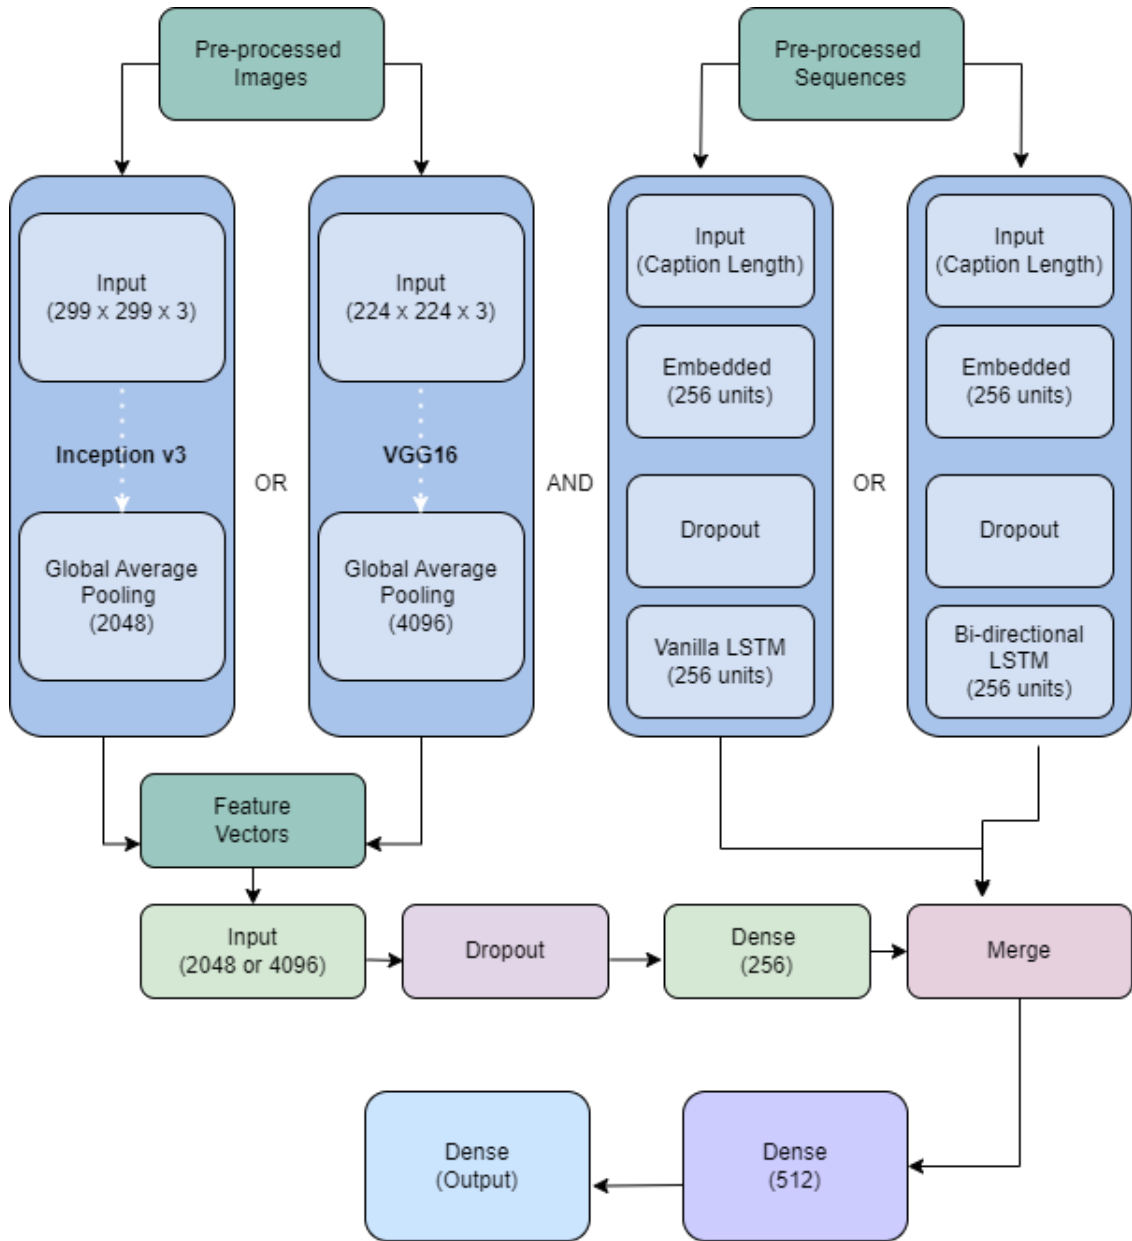 Pre-processed
Images
Pre-processed
Sequences
Input
(299 x 299 x 3)
Inception v3
Global Average
Pooling
(2048)
OR
Input
(224 x 224 x 3)
VGG16
Global Average
Pooling
(4096)
AND
Input
(Caption Length)
Embedded
(256 units)
Dropout
Vanilla LSTM
(256 units)
OR
Input
(Caption Length)
Embedded
(256 units)
Dropout
Bi-directional
LSTM
(256 units)
Feature
Vectors
Input
(2048 or 4096)
Dropout
Dense
(256)
Merge
Dense
(Output)
Dense
(512)